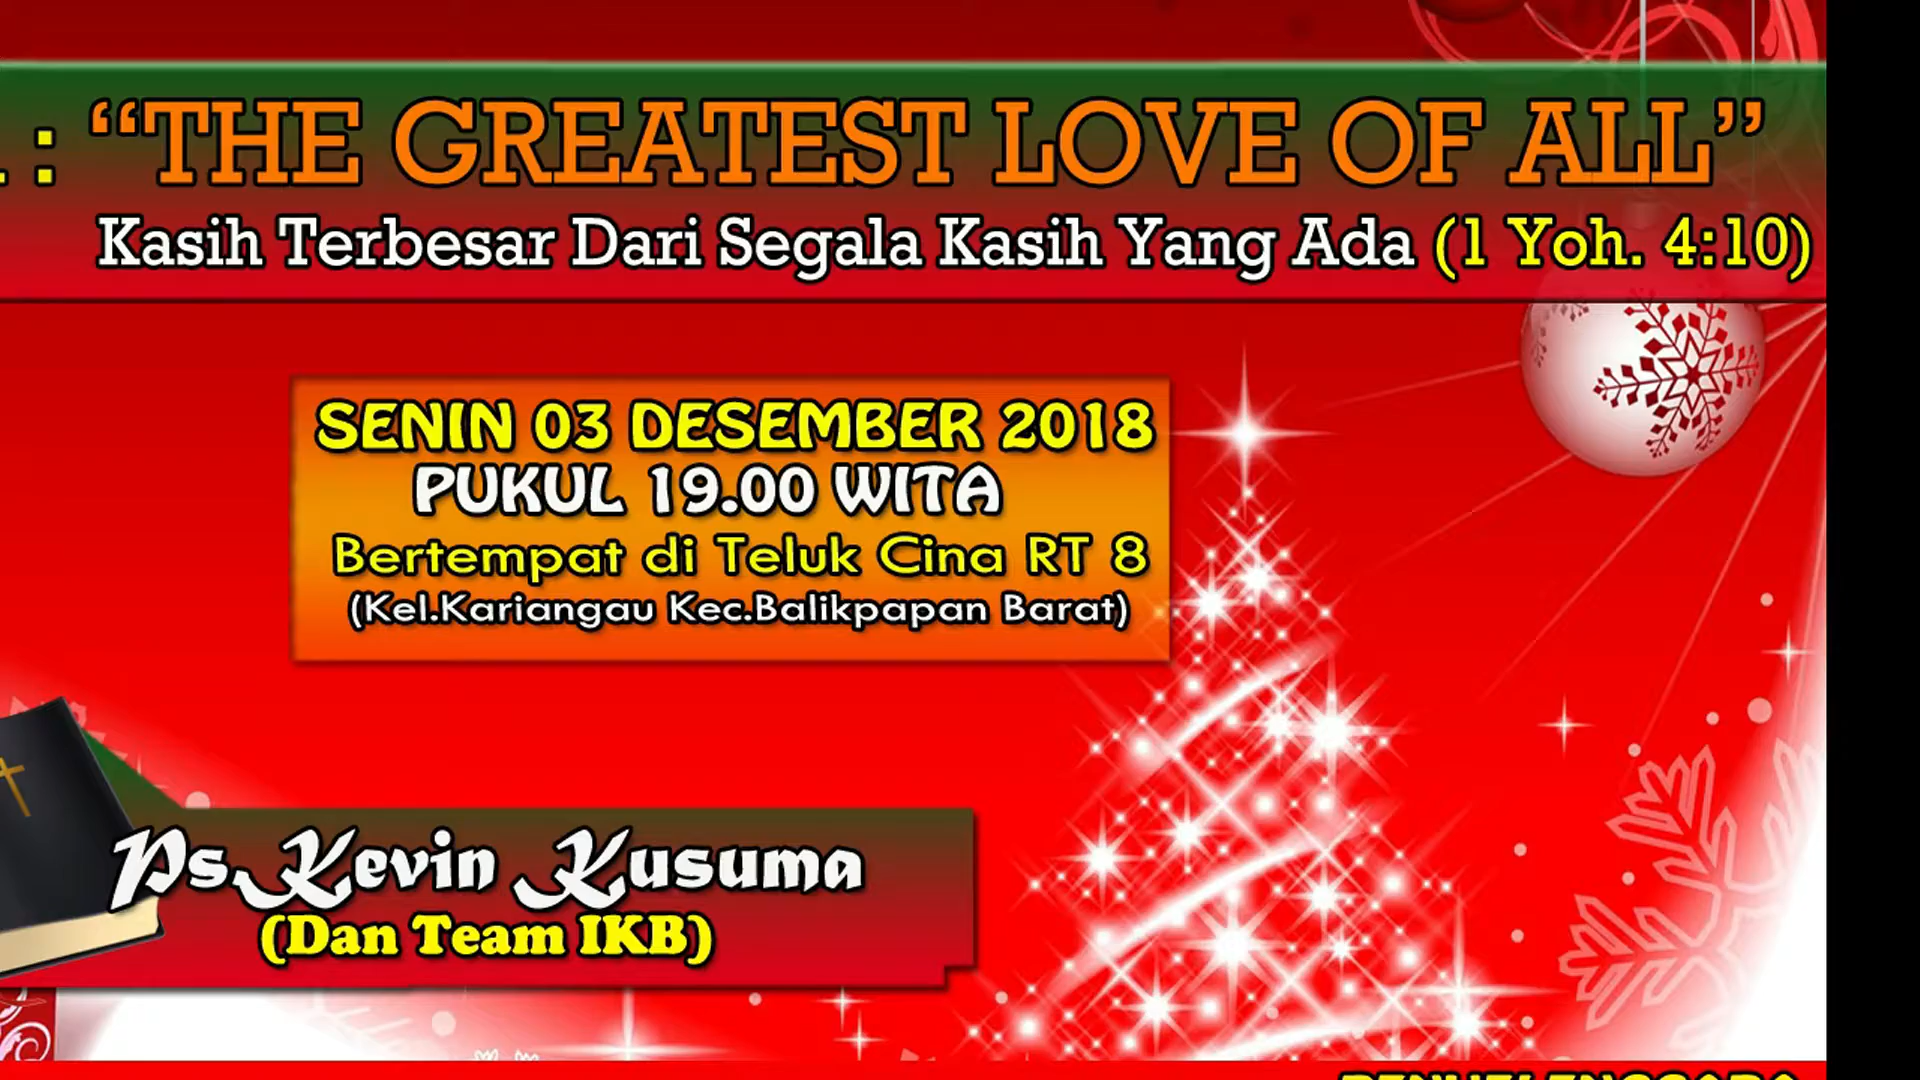 : “THE GREATEST LOVE OF ALL”
Kasih Terbesar Dari Segala Kasih Yang Ada (1 Yoh. 4:10)
SENIN 03 DESEMBER 2018
PUKUL 19.00 WITA
Bertempat di Teluk Cina RT 8
(Kel.Kariangau Kec.Balikpapan Barat)
Ps.Kevin Kusuma
(Dan Team IKB)